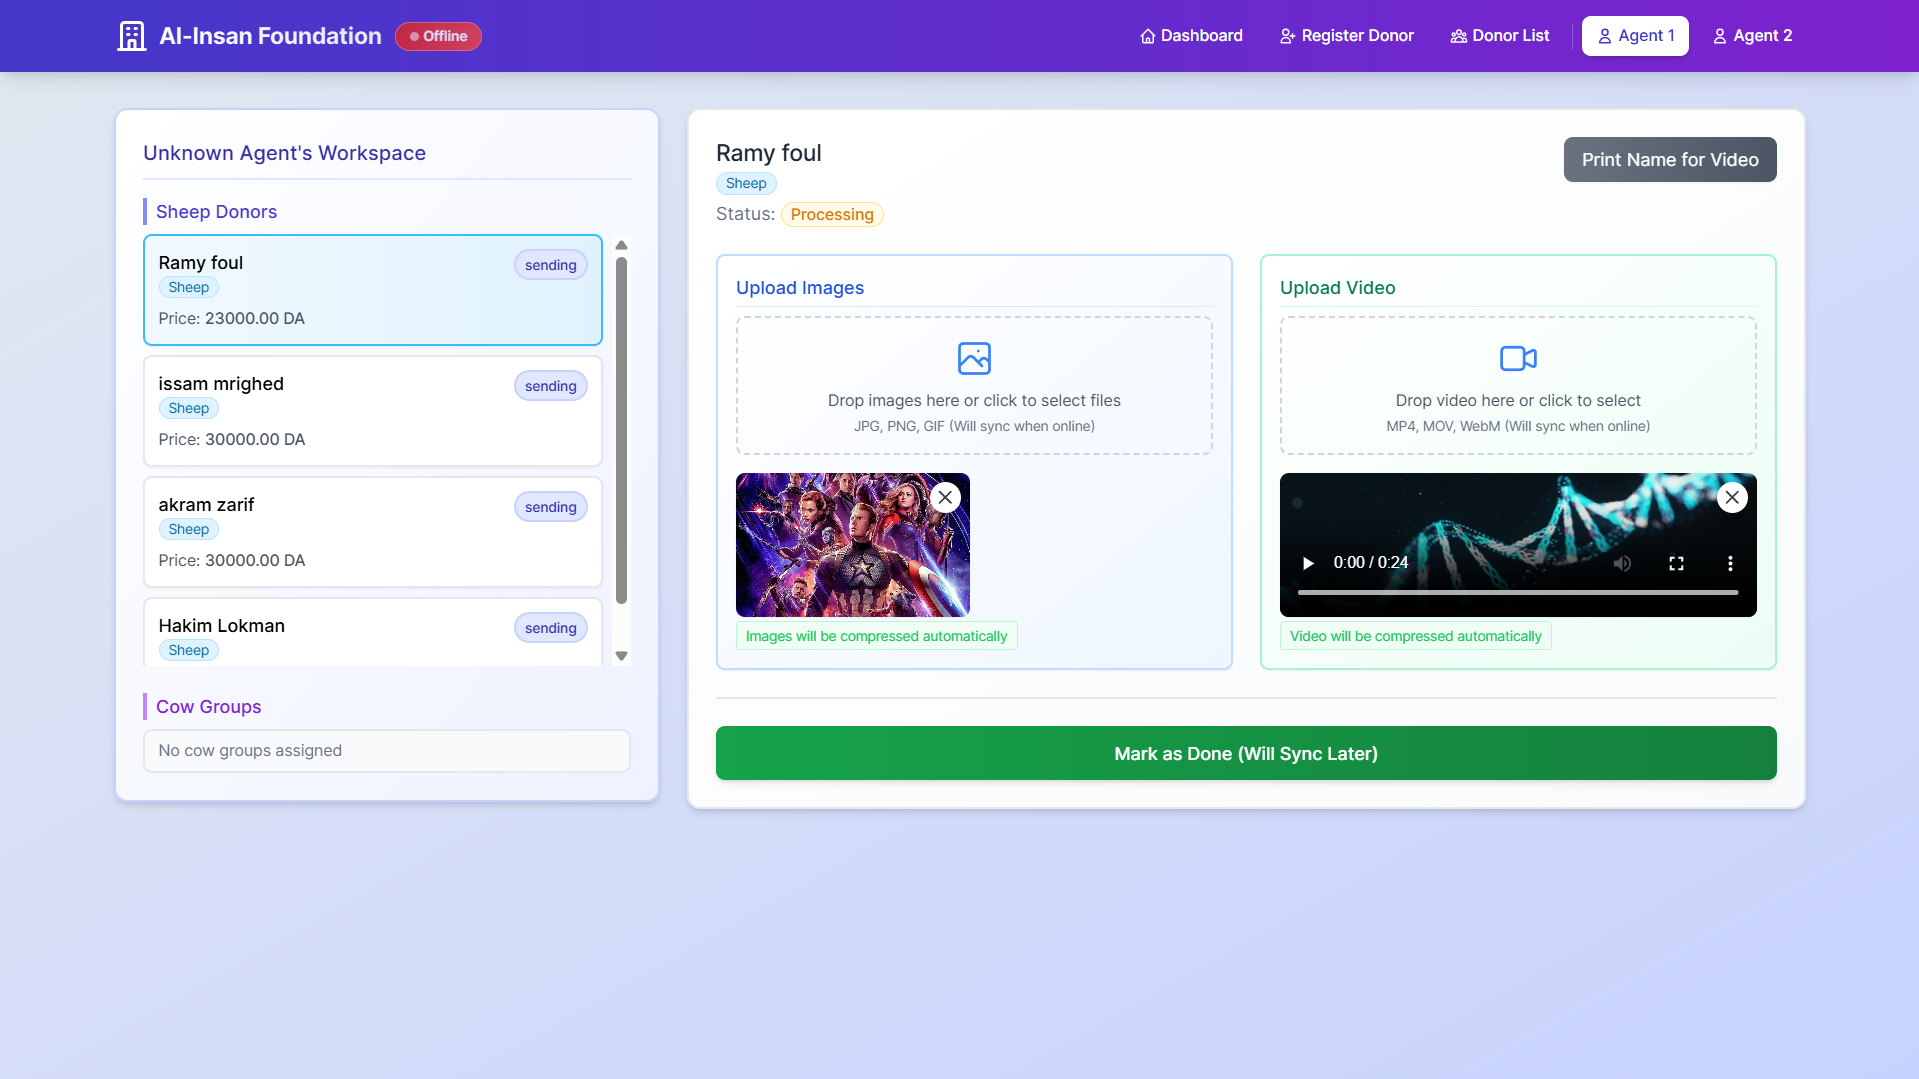 Al-Insan Foundation
Offline
Dashboard
Register Donor
Donor List
Agent 1
Agent 2
Unknown Agent's Workspace
Sheep Donors
Ramy foul
sending
Sheep
Price: 23000.00 DA
issam mrighed
sending
Sheep
Price: 30000.00 DA
akram zarif
sending
Sheep
Price: 30000.00 DA
Hakim Lokman
sending
Sheep
Cow Groups
No cow groups assigned
Ramy foul
Sheep
Status: Processing
Print Name for Video
Upload Images
Drop images here or click to select files
JPG, PNG, GIF (Will sync when online)
Images will be compressed automatically
Upload Video
Drop video here or click to select
MP4, MOV, WebM (Will sync when online)
0:00 / 0:24
Video will be compressed automatically
Mark as Done (Will Sync Later)